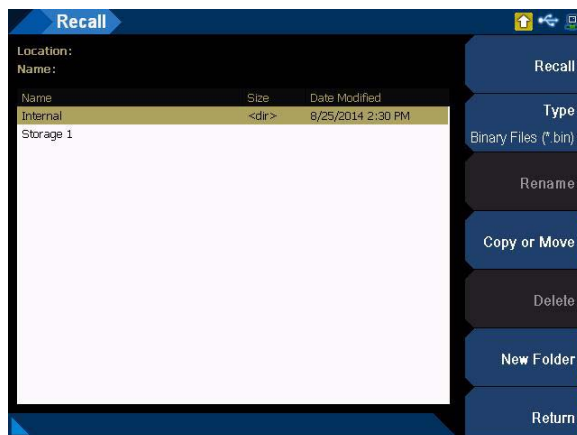 Recall
Location:
Name:
Name Size Date Modified
Internal <dir> 8/25/2014 2:30 PM
Storage 1
Recall
Type
Binary Files (*.bin)
Rename
Copy or Move
Delete
New Folder
Return